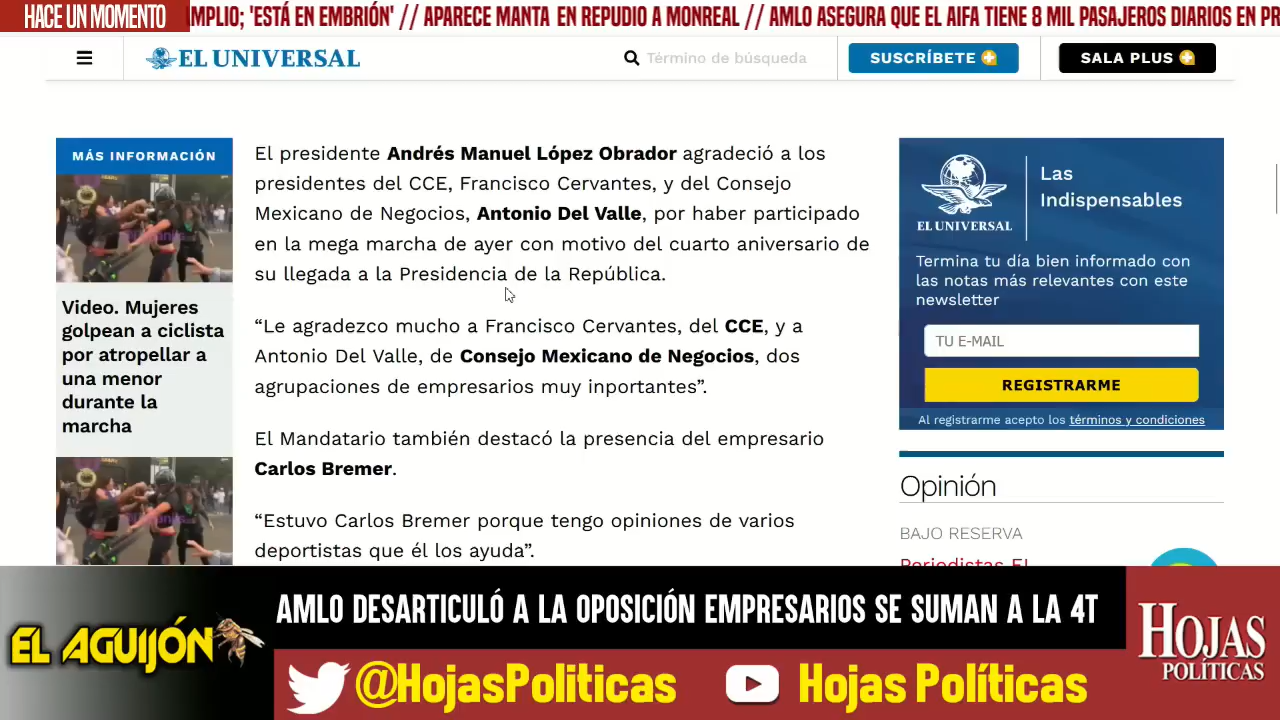 HACE UN MOMENTO
MPLIO; 'ESTÁ EN EMBRIÓN' // APARECE MANTA EN REPUDIO A MONREAL // AMLO ASEGURA QUE EL AIFA TIENE 8 MIL PASAJEROS DIARIOS EN PR
EL UNIVERSAL
Término de búsqueda
SUSCRÍBETE
SALA PLUS
MÁS INFORMACIÓN
Video. Mujeres
golpean a ciclista
por atropellar a
una menor
durante la
marcha
El presidente Andrés Manuel López Obrador agradeció a los
presidentes del CCE, Francisco Cervantes, y del Consejo
Mexicano de Negocios, Antonio Del Valle, por haber participado
en la mega marcha de ayer con motivo del cuarto aniversario de
su llegada a la Presidencia de la República.
“Le agradezco mucho a Francisco Cervantes, del CCE, y a
Antonio Del Valle, de Consejo Mexicano de Negocios, dos
agrupaciones de empresarios muy inportantes”.
El Mandatario también destacó la presencia del empresario
Carlos Bremer.
“Estuvo Carlos Bremer porque tengo opiniones de varios
deportistas que él los ayuda”.
EL UNIVERSAL
Las
Indispensables
Termina tu día bien informado con
las notas más relevantes con este
newsletter
TU E-MAIL
REGISTRARME
Al registrarme acepto los términos y condiciones
Opinión
BAJO RESERVA
Periodistas EL
EL AGUIJÓN
AMLO DESARTICULÓ A LA OPOSICIÓN EMPRESARIOS SE SUMAN A LA 4T
@HojasPoliticas
Hojas Políticas
HOJAS
POLÍTICAS